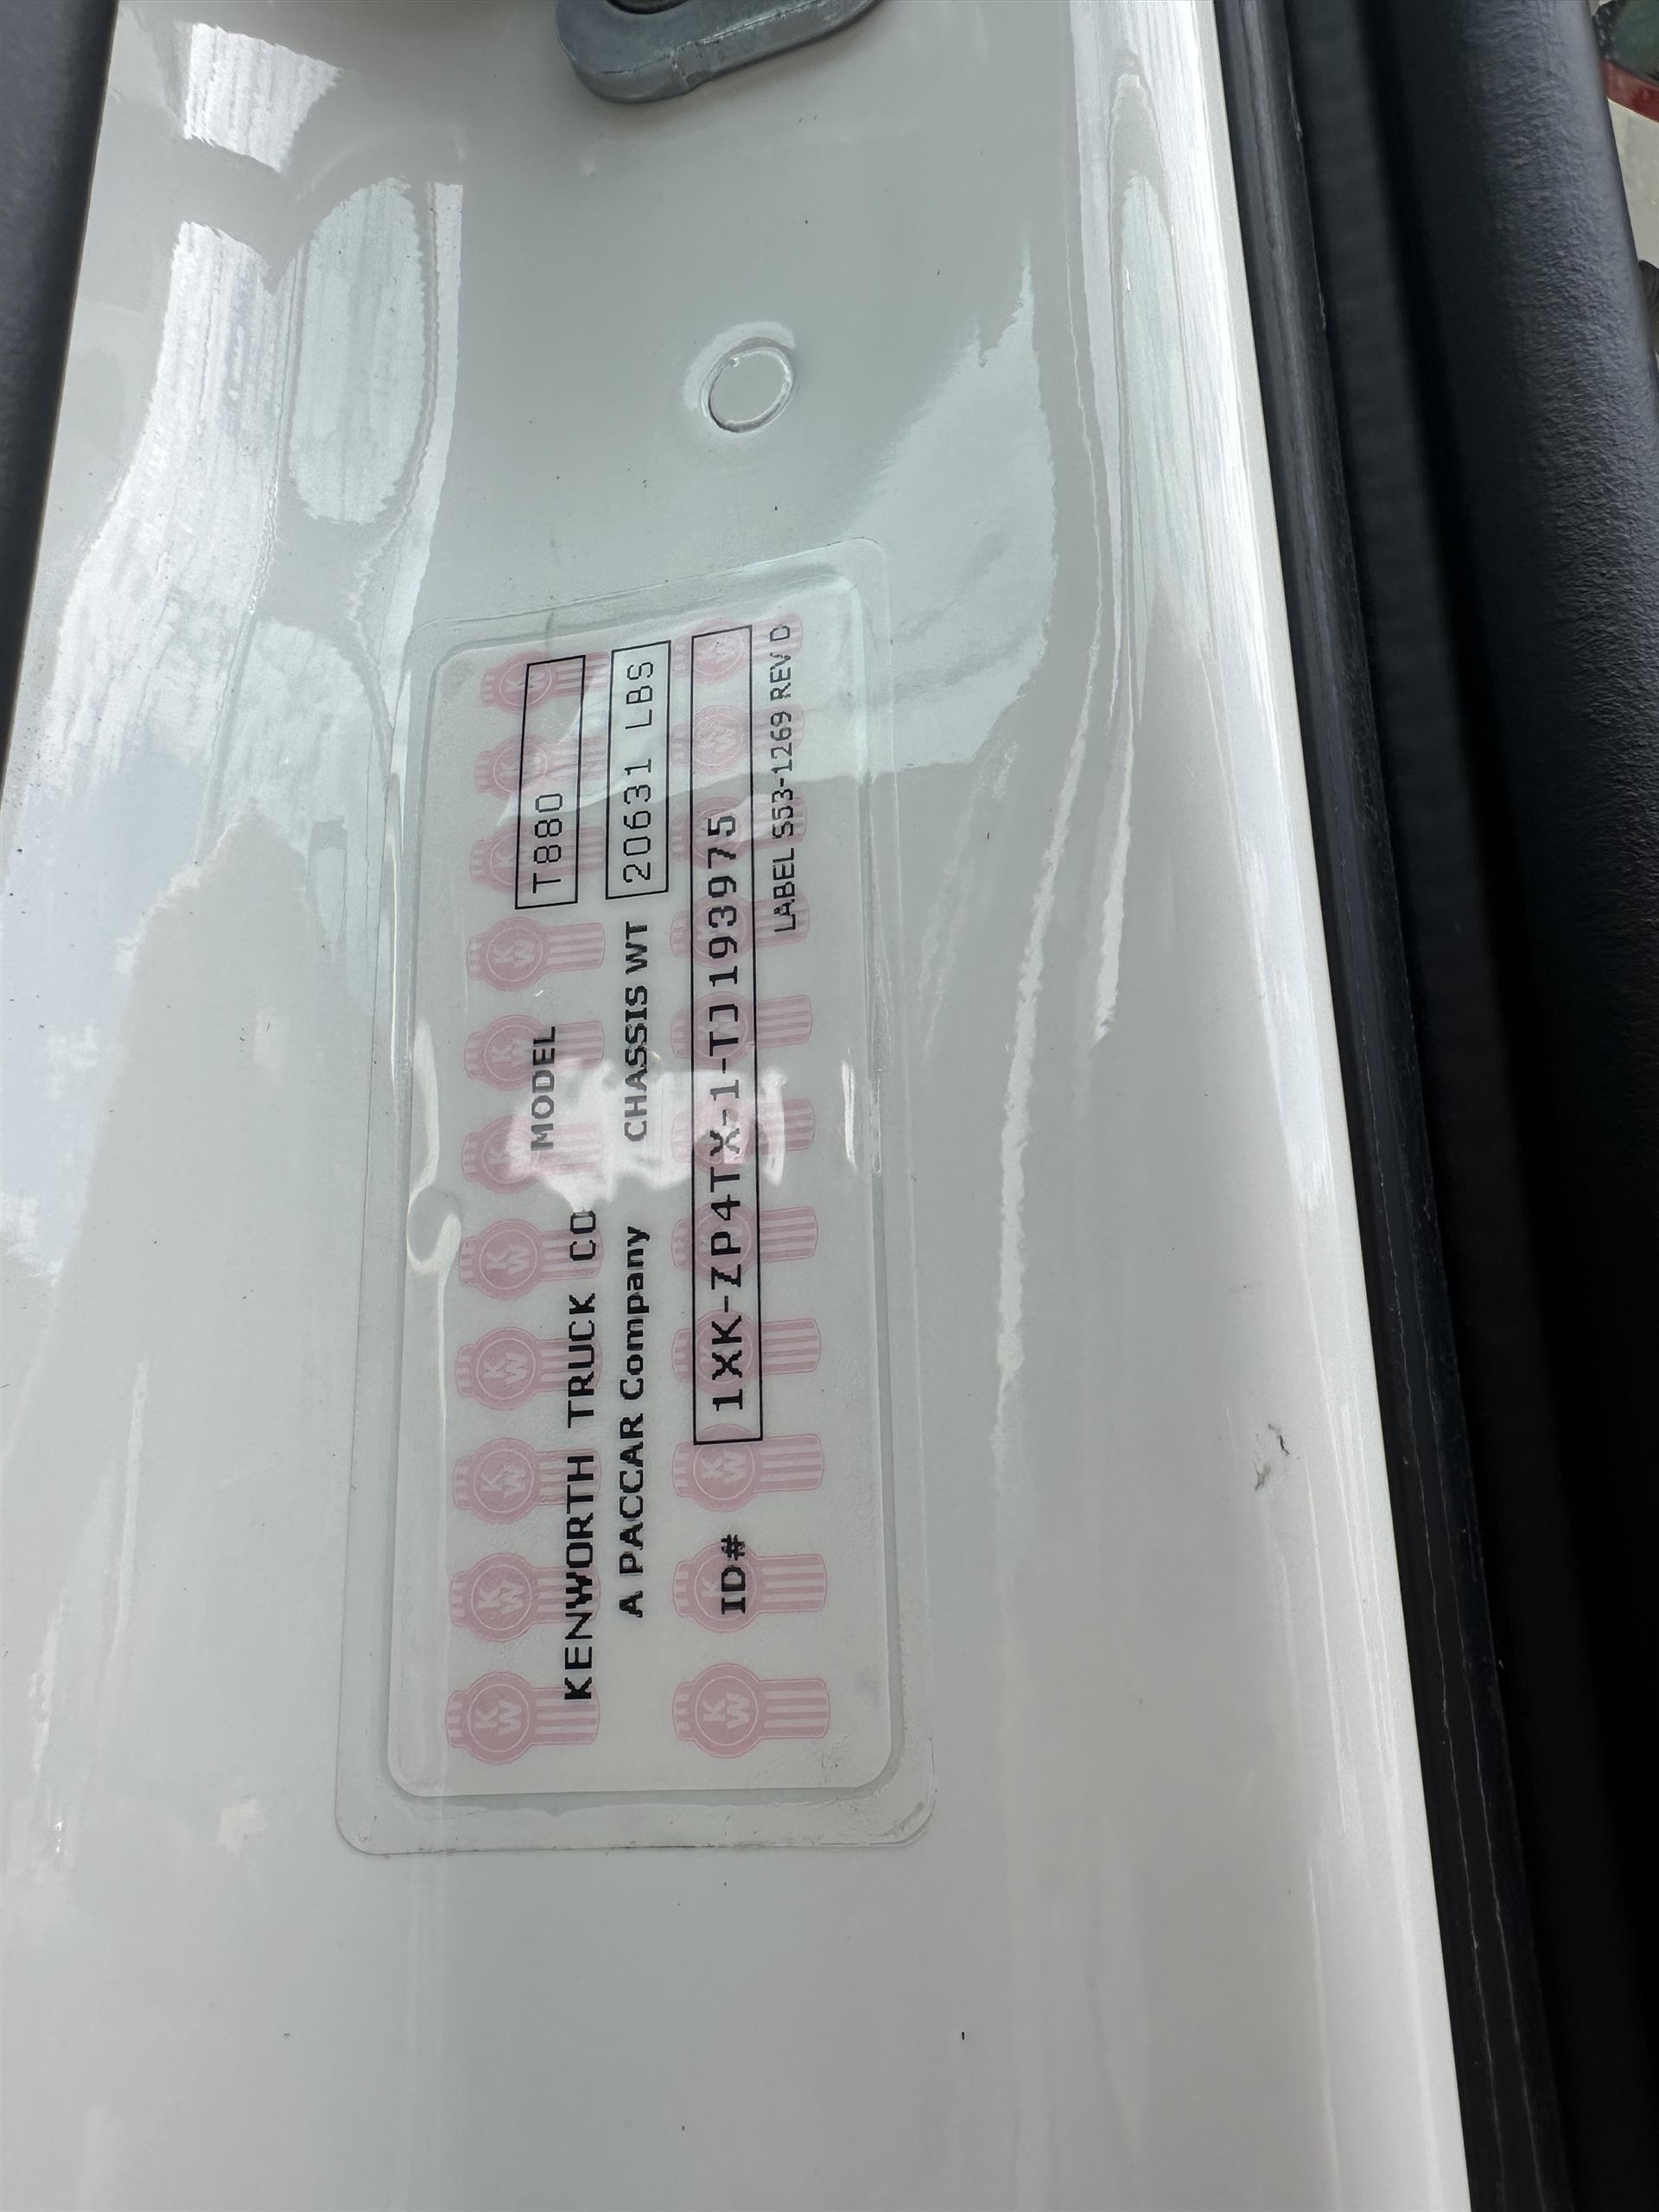 MODEL T880
KENWORTH TRUCK CO
A PACCAR Company CHASSIS WT 20631 LBS
ID# 1XK-ZP4TX-1-TJ193975
LABEL S53-1269 REV D